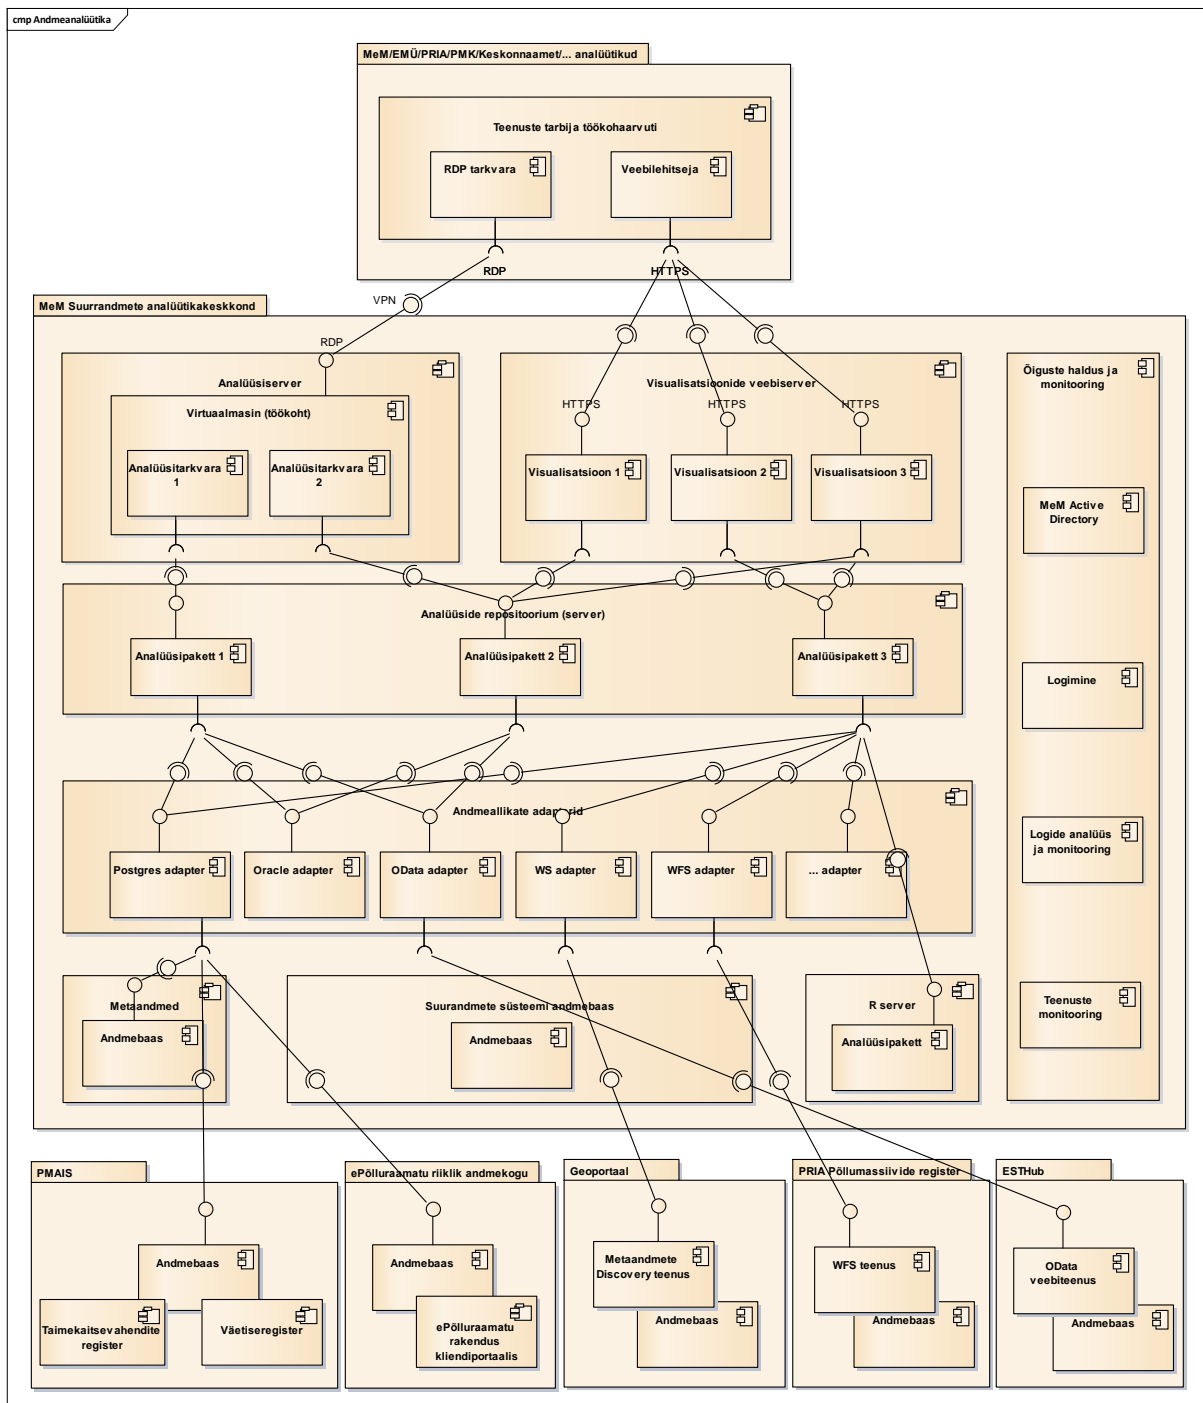 cmp Andmeanalüütika
MeM/EMÜ/PRIA/PMK/Keskonnaamet/... analüütikud
Teenuste tarbija töökohaarvuti
RDP tarkvara
Veebilehitseja
RDP
HTTPS
VPN
MeM Suurrandmete analüütikakeskkond
RDP
Analüüsiserver
Virtuaalmasin (töökoht)
Analüüsitarkvara
1
Analüüsitarkvara
2
Visualisatsioonide veebiserver
HTTPS
HTTPS
HTTPS
Visualisatsioon 1
Visualisatsioon 2
Visualisatsioon 3
Õiguste haldus ja
monitooring
MeM Active
Directory
Logimine
Logide analüüs
ja monitooring
Teenuste
monitooring
Analüüside repositoorium (server)
Analüüsipakett 1
Analüüsipakett 2
Analüüsipakett 3
Andmeallikate adapterid
Postgres adapter
Oracle adapter
OData adapter
WS adapter
WFS adapter
... adapter
Metaandmed
Andmebaas
Suurandmete süsteemi andmebaas
Andmebaas
R server
Analüüsipakett
PMAIS
Andmebaas
Taimekaitsevahendite
register
Väetiseregister
ePõlluraamatu riiklik andmekogu
Andmebaas
ePõlluraamatu
rakendus
kliendiportaalis
Geoportaal
Metaandmete
Discovery teenus
Andmebaas
PRIA Põllumassiivide register
WFS teenus
Andmebaas
ESTHub
OData
veebiteenus
Andmebaas